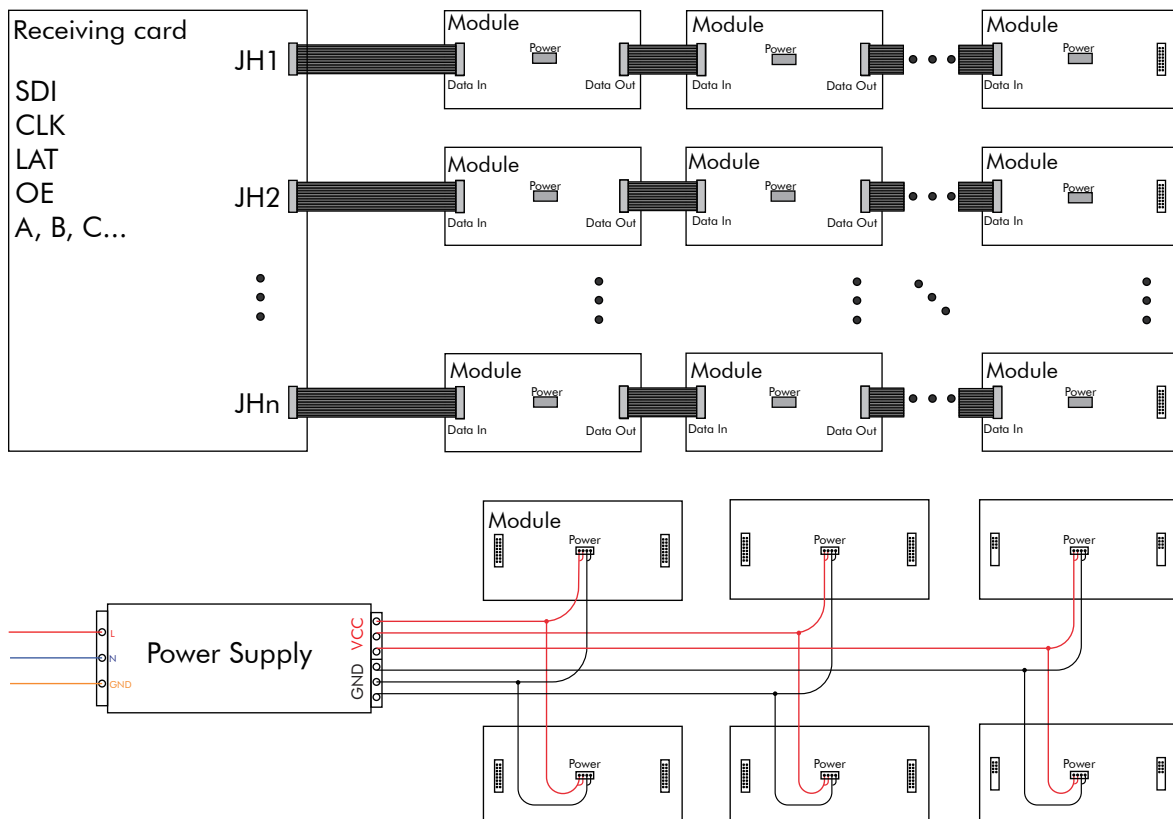 Receiving card
SDI
CLK
LAT
OE
A, B, C...
JH1
Module
Power
Data In
Data Out
Module
Power
Data In
Data Out
Module
Power
Data In
JH2
Module
Power
Data In
Data Out
Module
Power
Data In
Data Out
Module
Power
Data In
JHn
Module
Power
Data In
Data Out
Module
Power
Data In
Data Out
Module
Power
Data In
Module
Power
Power
Power
L
N
GND
Power Supply
VCC
GND
Power
Power
Power